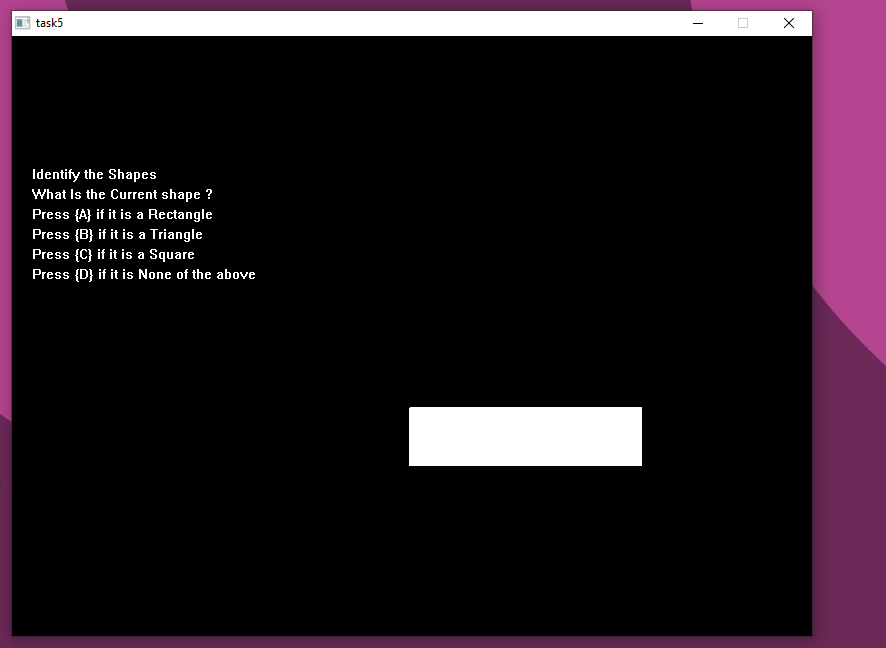 task5
Identify the Shapes
What Is the Current shape ?
Press {A} if it is a Rectangle
Press {B} if it is a Triangle
Press {C} if it is a Square
Press {D} if it is None of the above